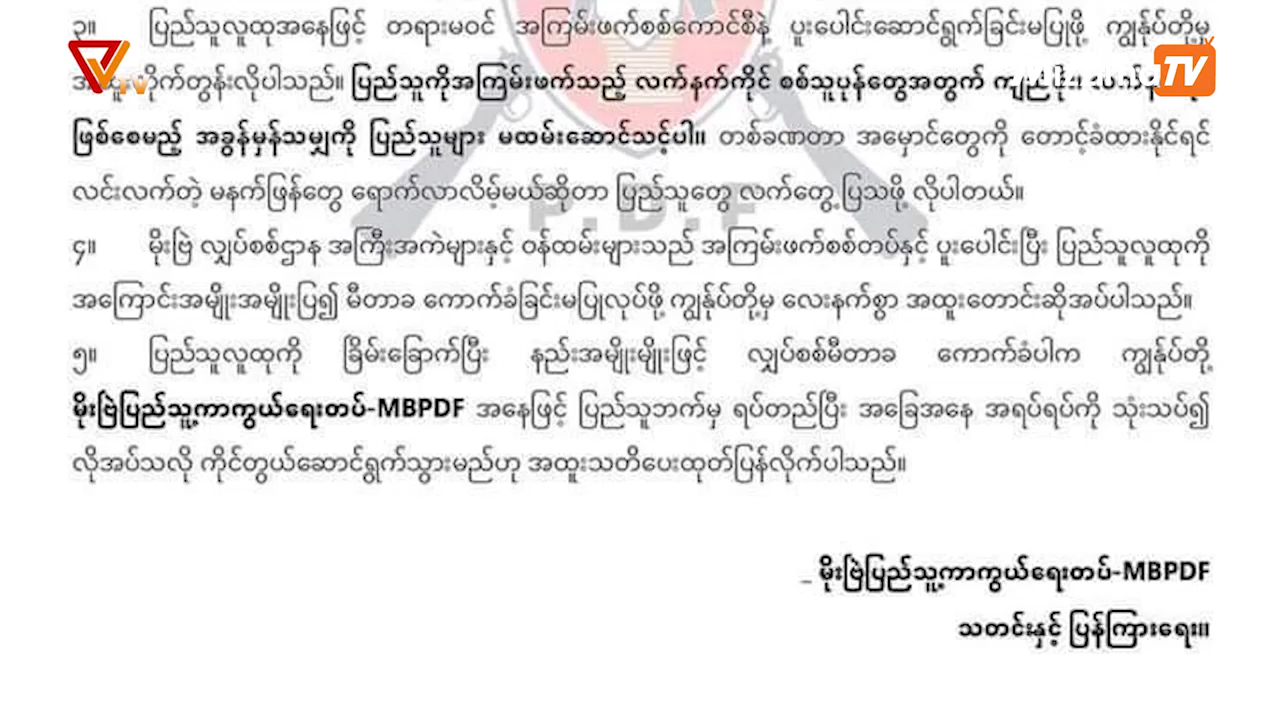 ၃။ ပြည်သူလူထုအနေဖြင့် တရားမဝင် အကြမ်းဖက်စစ်ကောင်စီနဲ့ ပူးပေါင်းဆောင်ရွက်ခြင်းမပြုဖို့ ကျွန်ုပ်တို့မှ
တိုက်တွန်းလိုပါသည်။ ပြည်သူကိုအကြမ်းဖက်သည့် လက်နက်ကိုင် စစ်သူပုန်တွေအတွက်
ဖြစ်စေမည့် အခွန်မှန်သမျှကို ပြည်သူများ မထမ်းဆောင်သင့်ပါ။ တစ်ခဏတာ အမှောင်တွေကို တောင့်ခံထားနိုင်ရင်
လင်းလက်တဲ့ မနက်ဖြန်တွေ ရောက်လာလိမ့်မယ်ဆိုတာ ပြည်သူတွေ လက်တွေ့ပြသဖို့ လိုပါတယ်။
P.D.F
၄။ မိုးဗြဲ လျှပ်စစ်ဌာန အကြီးအကဲများနှင့် ဝန်ထမ်းများသည် အကြမ်းဖက်စစ်တပ်နှင့် ပူးပေါင်းပြီး ပြည်သူလူထုကို
အကြောင်းအမျိုးအမျိုးပြ၍ မီတာခ ကောက်ခံခြင်းမပြုလုပ်ဖို့ ကျွန်ုပ်တို့မှ လေးနက်စွာ အထူးတောင်းဆိုအပ်ပါသည်။
၅။ ပြည်သူလူထုကို ခြိမ်းခြောက်ပြီး နည်းအမျိုးမျိုးဖြင့် လျှပ်စစ်မီတာခ ကောက်ခံပါက ကျွန်ုပ်တို့
မိုးဗြဲပြည်သူ့ကာကွယ်ရေးတပ်-MBPDF အနေဖြင့် ပြည်သူဘက်မှ ရပ်တည်ပြီး အခြေအနေ အရပ်ရပ်ကို သုံးသပ်၍
လိုအပ်သလို ကိုင်တွယ်ဆောင်ရွက်သွားမည်ဟု အထူးသတိပေးထုတ်ပြန်လိုက်ပါသည်။
_ မိုးဗြဲပြည်သူ့ကာကွယ်ရေးတပ်-MBPDF
သတင်းနှင့် ပြန်ကြားရေး။
TV
TV